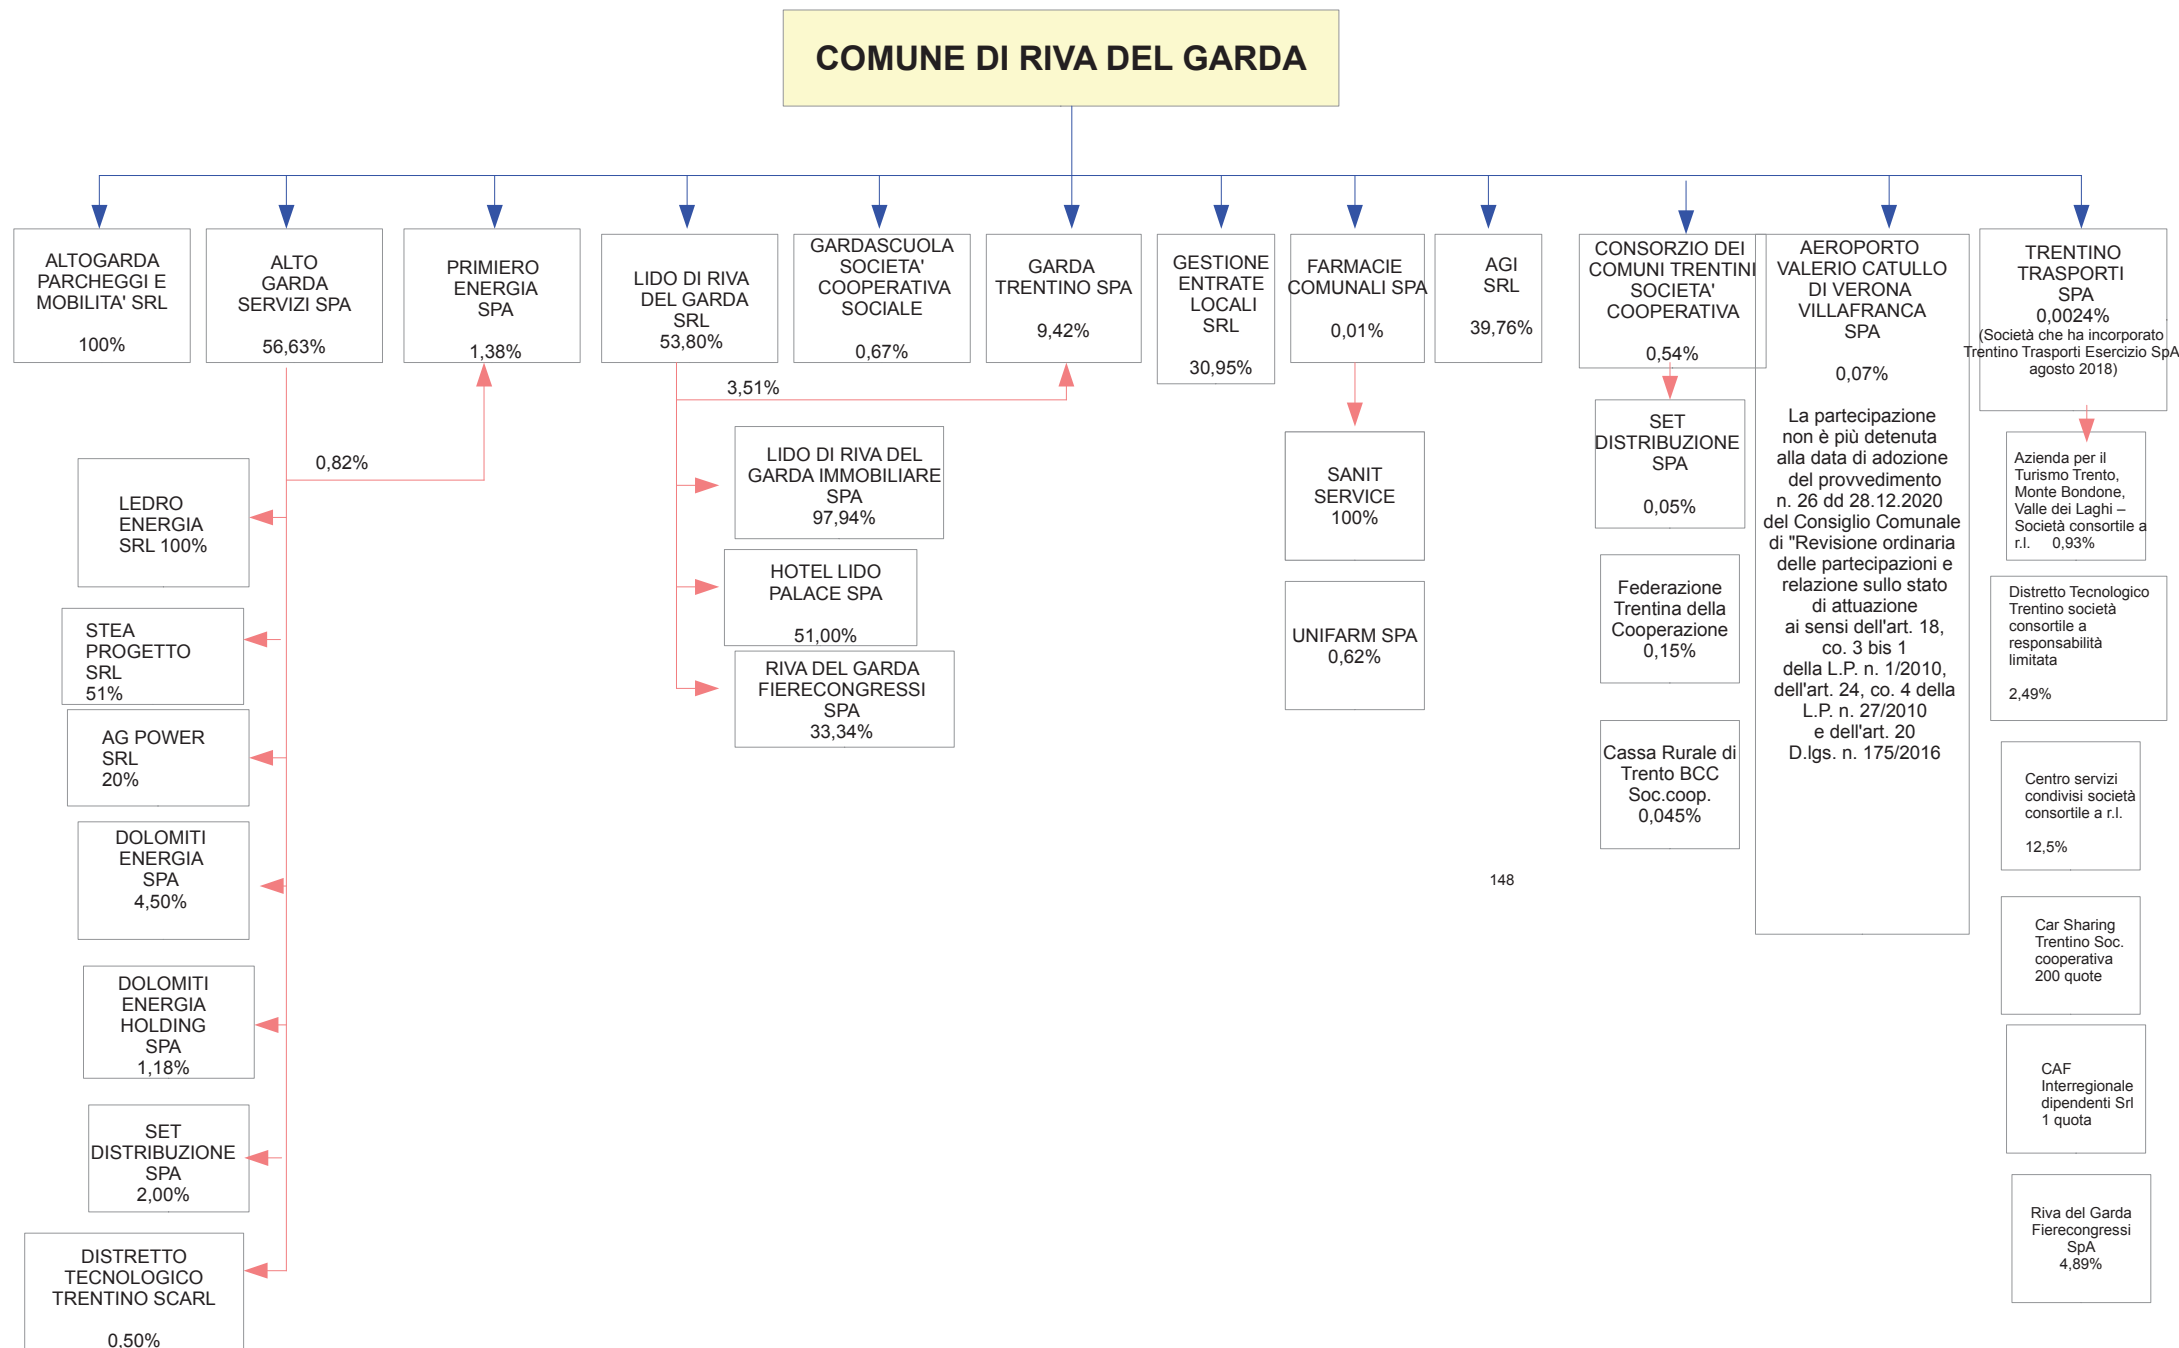 COMUNE DI RIVA DEL GARDA
ALTOGARDA
PARCHEGGI E
MOBILITA' SRL
100%
ALTO
GARDA
SERVIZI SPA
56,63%
PRIMIERO
ENERGIA
SPA
1,38%
LIDO DI RIVA
DEL GARDA
SRL
53,80%
GARDASCUOLA
SOCIETA'
COOPERATIVA
SOCIALE
0,67%
GARDA
TRENTINO SPA
9,42%
GESTIONE
ENTRATE
LOCALI
SRL
30,95%
FARMACIE
COMUNALI SPA
0,01%
AGI
SRL
39,76%
CONSORZIO DEI
COMUNI TRENTINI
SOCIETA'
COOPERATIVA
0,54%
AEROPORTO
VALERIO CATULLO
DI VERONA
VILLAFRANCA
SPA
0,07%
La partecipazione
non è più detenuta
alla data di adozione
del provvedimento
n. 26 dd 28.12.2020
del Consiglio Comunale
di "Revisione ordinaria
delle partecipazioni e
relazione sullo stato
di attuazione
ai sensi dell'art. 18,
co. 3 bis 1
della L.P. n. 1/2010,
dell'art. 24, co. 4 della
L.P. n. 27/2010
e dell'art. 20
D.lgs. n. 175/2016
TRENTINO
TRASPORTI
SPA
0,0024%
(Società che ha incorporato
Trentino Trasporti Esercizio SpA
agosto 2018)
3,51%
0,82%
LEDRO
ENERGIA
SRL 100%
STEA
PROGETTO
SRL
51%
AG POWER
SRL
20%
DOLOMITI
ENERGIA
SPA
4,50%
DOLOMITI
ENERGIA
HOLDING
SPA
1,18%
SET
DISTRIBUZIONE
SPA
2,00%
DISTRETTO
TECNOLOGICO
TRENTINO SCARL
0,50%
LIDO DI RIVA DEL
GARDA IMMOBILIARE
SPA
97,94%
HOTEL LIDO
PALACE SPA
51,00%
RIVA DEL GARDA
FIERECONGRESSI
SPA
33,34%
SANIT
SERVICE
100%
UNIFARM SPA
0,62%
SET
DISTRIBUZIONE
SPA
0,05%
Federazione
Trentina della
Cooperazione
0,15%
Cassa Rurale di
Trento BCC
Soc.coop.
0,045%
Azienda per il
Turismo Trento,
Monte Bondone,
Valle dei Laghi –
Società consortile a
r.l. 0,93%
Distretto Tecnologico
Trentino società
consortile a
responsabilità
limitata
2,49%
Centro servizi
condivisi società
consortile a r.l.
12,5%
Car Sharing
Trentino Soc.
cooperativa
200 quote
CAF
Interregionale
dipendenti Srl
1 quota
Riva del Garda
Fierecongressi
SpA
4,89%
148